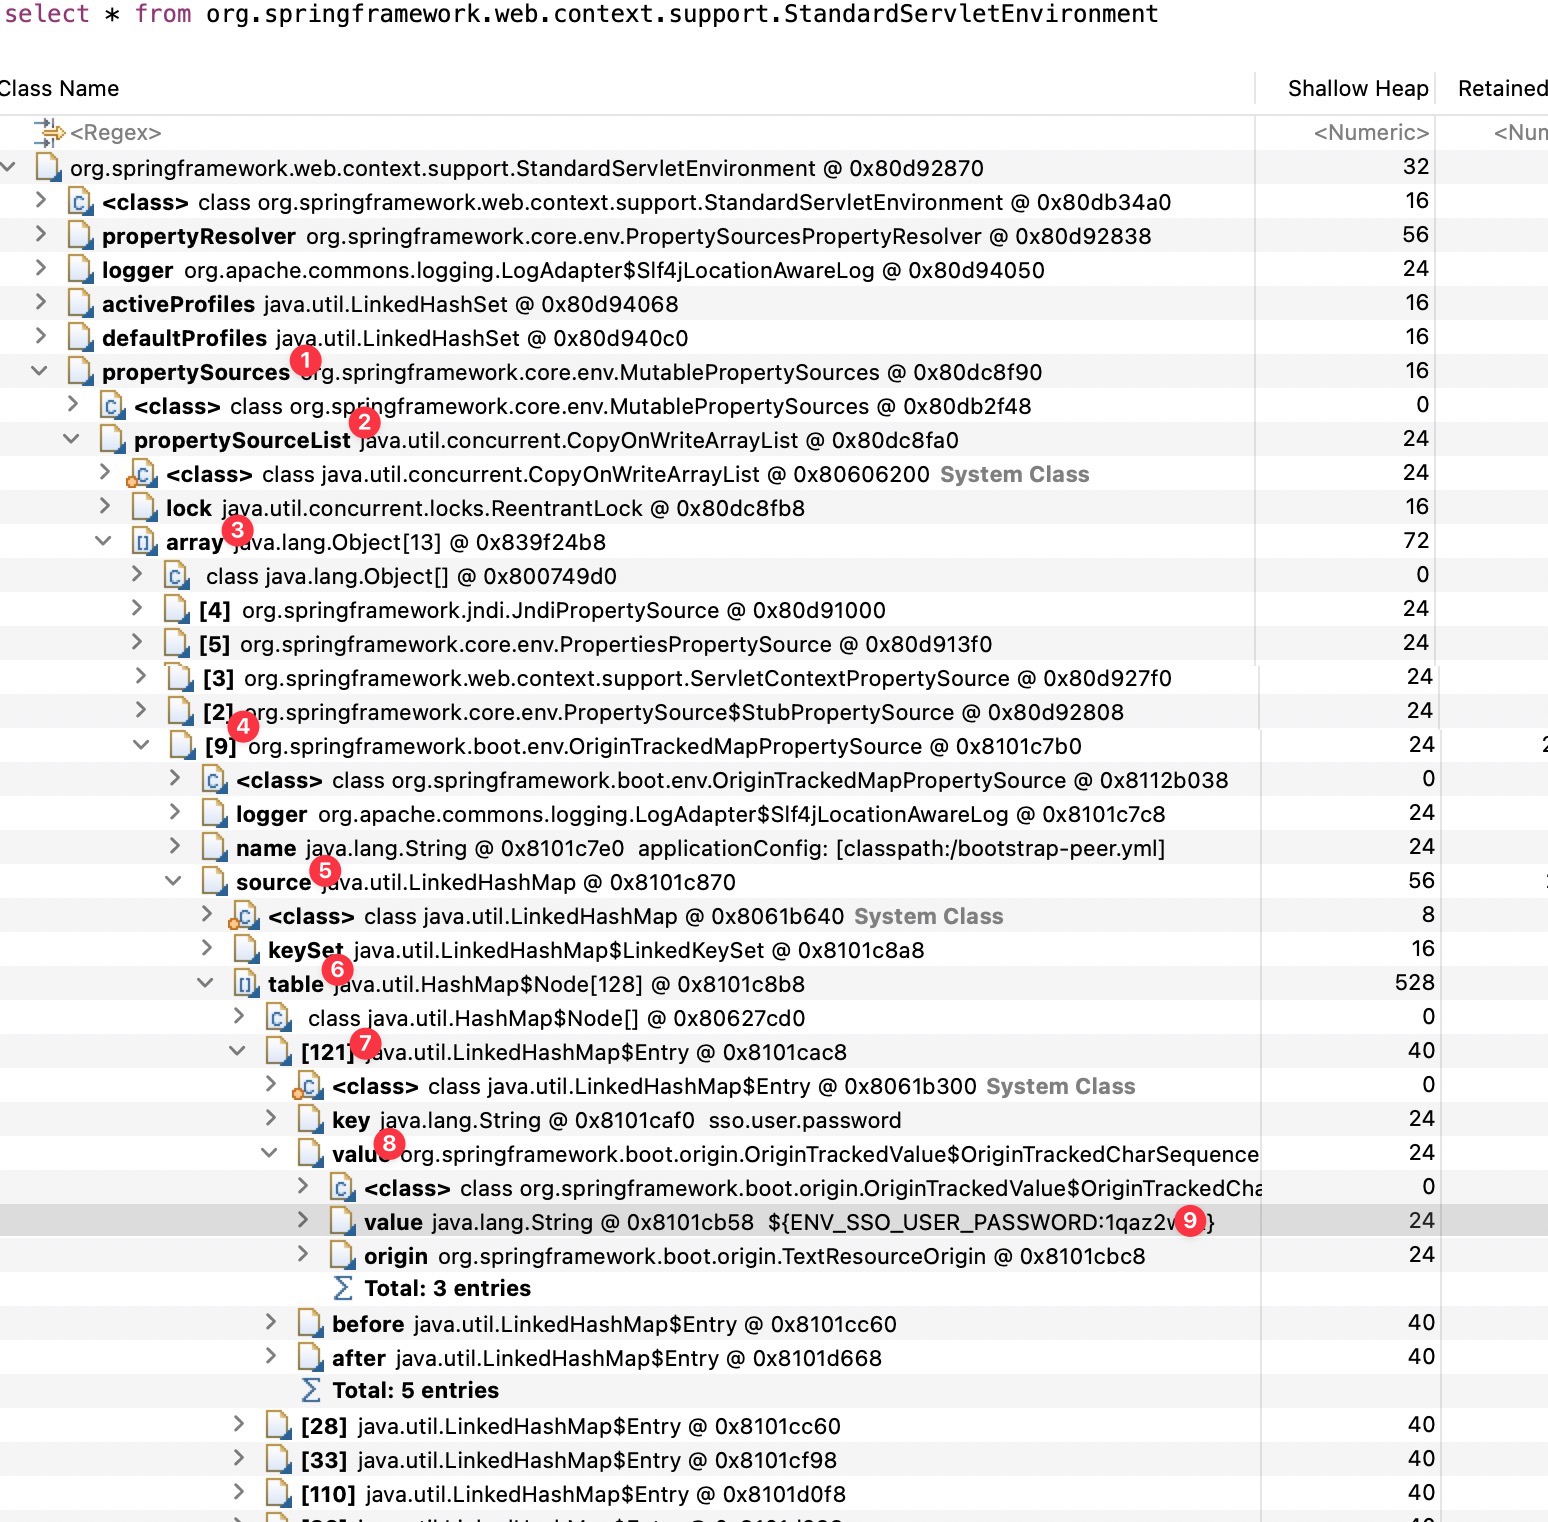 select * from org.springframework.web.context.support.StandardServletEnvironment
Class Name Shallow Heap Retained
<Regex> <Numeric> <Num
org.springframework.web.context.support.StandardServletEnvironment @ 0x80d92870 32
<class> class org.springframework.web.context.support.StandardServletEnvironment @ 0x80db34a0 16
propertyResolver org.springframework.core.env.PropertySourcesPropertyResolver @ 0x80d92838 56
logger org.apache.commons.logging.LogAdapter$Slf4jLocationAwareLog @ 0x80d94050 24
activeProfiles java.util.LinkedHashSet @ 0x80d94068 16
defaultProfiles java.util.LinkedHashSet @ 0x80d940c0 16
propertySources 1 org.springframework.core.env.MutablePropertySources @ 0x80dc8f90 16
<class> class org.springframework.core.env.MutablePropertySources @ 0x80db2f48 0
propertySourceList 2 java.util.concurrent.CopyOnWriteArrayList @ 0x80dc8fa0 24
<class> class java.util.concurrent.CopyOnWriteArrayList @ 0x80606200 System Class 24
lock java.util.concurrent.locks.ReentrantLock @ 0x80dc8fb8 16
array 3 java.lang.Object[13] @ 0x839f24b8 72
class java.lang.Object[] @ 0x800749d0 0
[4] org.springframework.jndi.JndiPropertySource @ 0x80d91000 24
[5] org.springframework.core.env.PropertiesPropertySource @ 0x80d913f0 24
[3] org.springframework.web.context.support.ServletContextPropertySource @ 0x80d927f0 24
[2] org.springframework.core.env.PropertySource$StubPropertySource @ 0x80d92808 24
[9] 4 org.springframework.boot.env.OriginTrackedMapPropertySource @ 0x8101c7b0 24
<class> class org.springframework.boot.env.OriginTrackedMapPropertySource @ 0x8112b038 0
logger org.apache.commons.logging.LogAdapter$Slf4jLocationAwareLog @ 0x8101c7c8 24
name java.lang.String @ 0x8101c7e0 applicationConfig: [classpath:/bootstrap-peer.yml] 24
source 5 java.util.LinkedHashMap @ 0x8101c870 56
<class> class java.util.LinkedHashMap @ 0x8061b640 System Class 8
keySet java.util.LinkedHashMap$LinkedKeySet @ 0x8101c8a8 16
table 6 java.util.HashMap$Node[128] @ 0x8101c8b8 528
class java.util.HashMap$Node[] @ 0x80627cd0 0
[121] 7 java.util.LinkedHashMap$Entry @ 0x8101cac8 40
<class> class java.util.LinkedHashMap$Entry @ 0x8061b300 System Class 0
key java.lang.String @ 0x8101caf0 sso.user.password 24
value 8 org.springframework.boot.origin.OriginTrackedValue$OriginTrackedCharSequence 24
<class> class org.springframework.boot.origin.OriginTrackedValue$OriginTrackedCha 0
value java.lang.String @ 0x8101cb58 9 24
origin org.springframework.boot.origin.TextResourceOrigin @ 0x8101cbc8 24
Total: 3 entries
before java.util.LinkedHashMap$Entry @ 0x8101cc60 40
after java.util.LinkedHashMap$Entry @ 0x8101d668 40
Total: 5 entries
[28] java.util.LinkedHashMap$Entry @ 0x8101cc60 40
[33] java.util.LinkedHashMap$Entry @ 0x8101cf98 40
[110] java.util.LinkedHashMap$Entry @ 0x8101d0f8 40